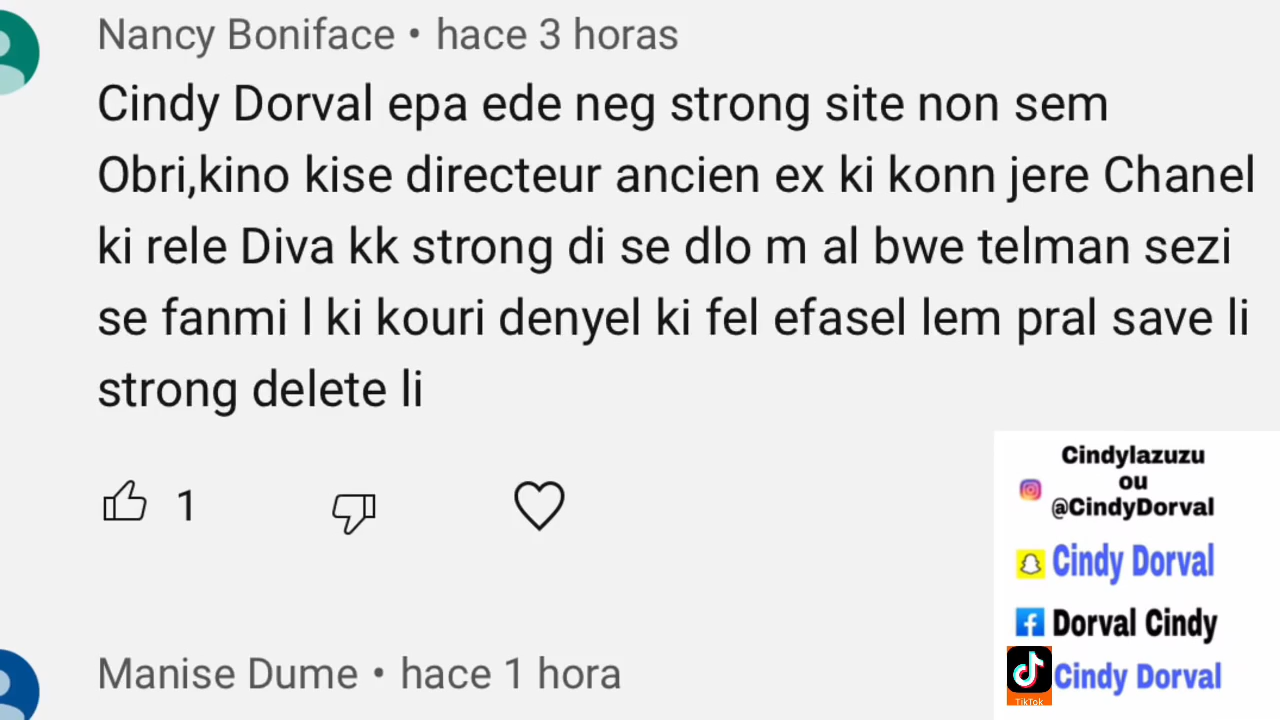 Nancy Boniface • hace 3 horas
Cindy Dorval epa ede neg strong site non sem
Obri,kino kise directeur ancien ex ki konn jere Chanel
ki rele Diva kk strong di se dlo m al bwe telman sezi
se fanmi l ki kouri denyel ki fel efasel lem pral save li
strong delete li
1
Cindylazuzu
ou
@CindyDorval
Cindy Dorval
Dorval Cindy
Cindy Dorval
TikTok
Manise Dume • hace 1 hora